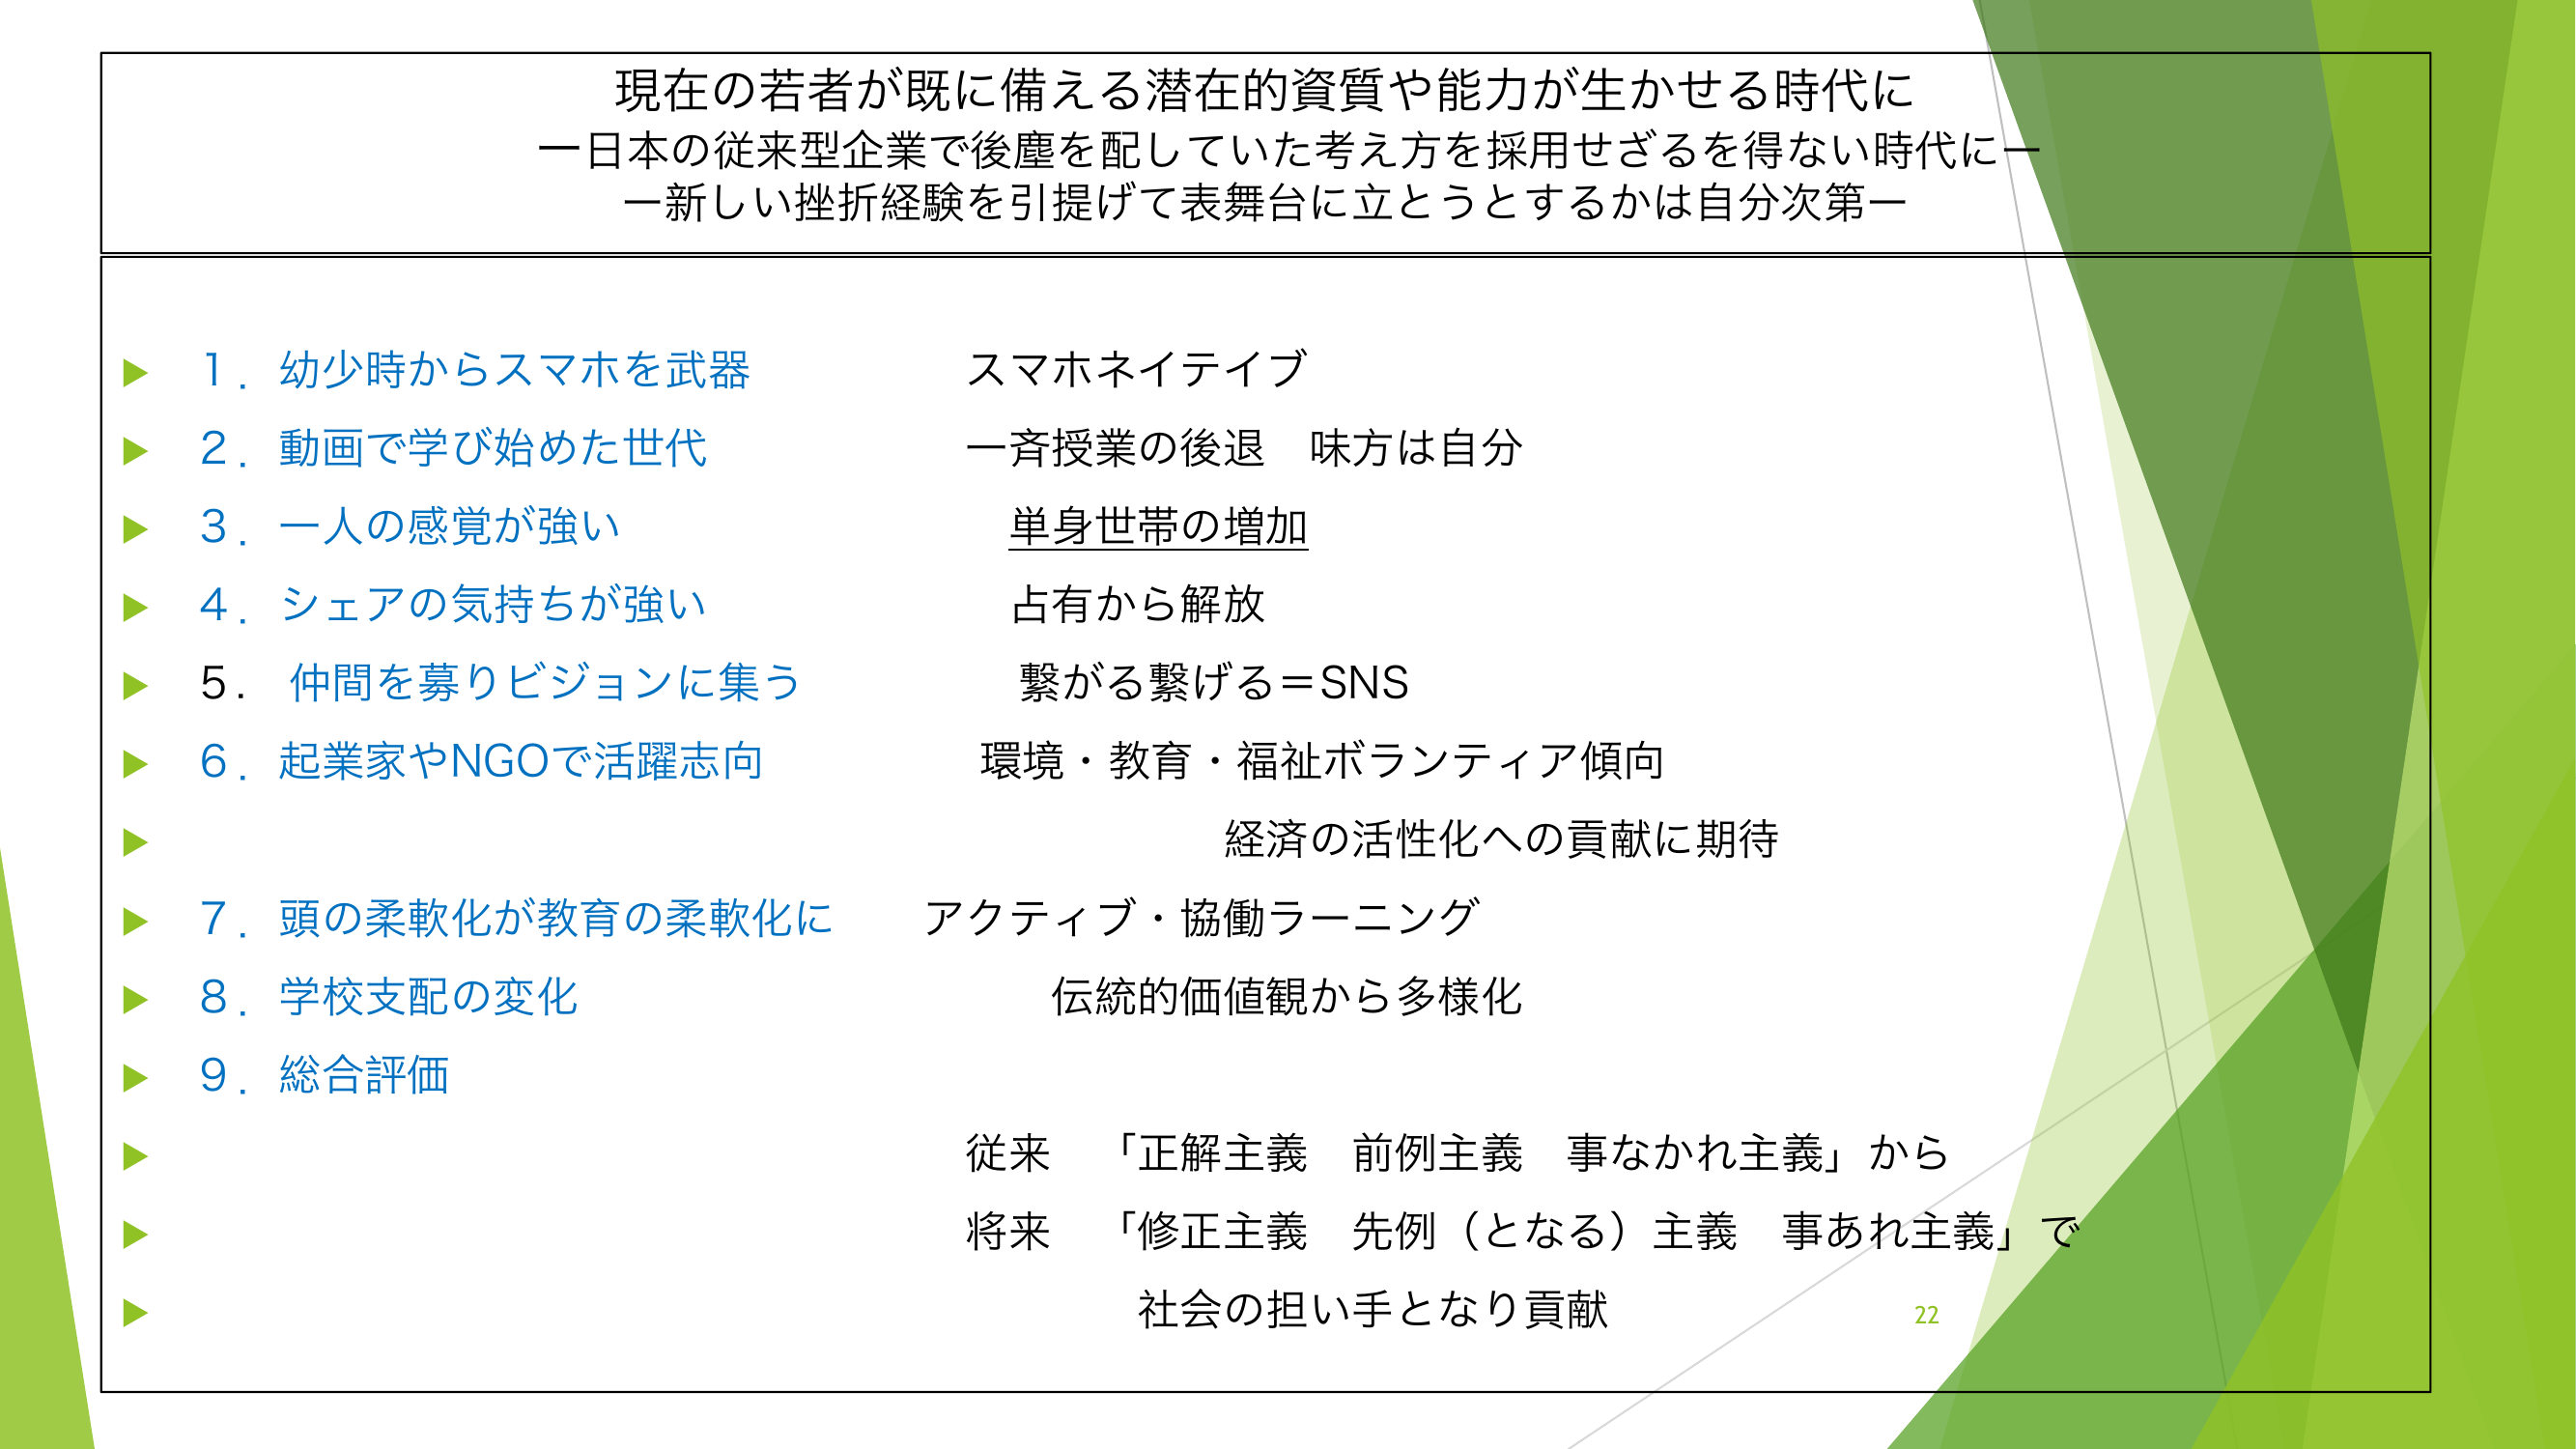 現在の若者が既に備える潜在的資質や能力が生かせる時代に
ー日本の従来型企業で後塵を配していた考え方を採用せざるを得ない時代にー
ー新しい挫折経験を引提げて表舞台に立とうとするかは自分次第ー
１．幼少時からスマホを武器　スマホネイテイブ
２．動画で学び始めた世代　一斉授業の後退　味方は自分
３．一人の感覚が強い　単身世帯の増加
４．シェアの気持ちが強い　占有から解放
５．仲間を募りビジョンに集う　繋がる繋げる＝SNS
６．起業家やNGOで活躍志向　環境・教育・福祉ボランティア傾向
経済の活性化への貢献に期待
７．頭の柔軟化が教育の柔軟化に　アクティブ・協働ラーニング
８．学校支配の変化　伝統的価値観から多様化
９．総合評価
従来　「正解主義　前例主義　事なかれ主義」から
将来　「修正主義　先例（となる）主義　事あれ主義」で
社会の担い手となり貢献
22